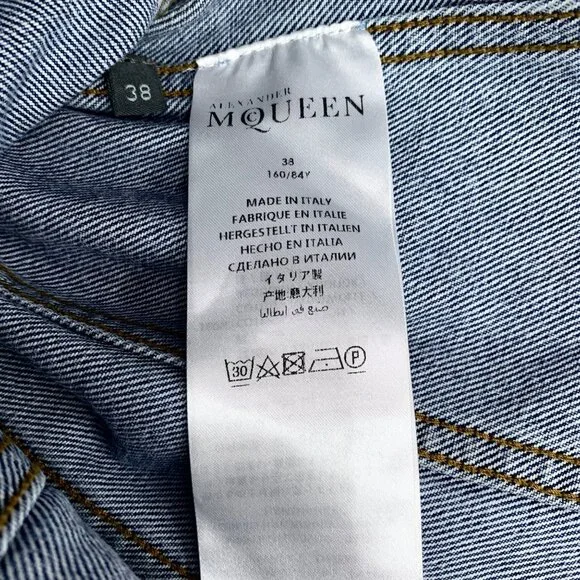 38
ALEXANDER
McQUEEN
38
160/84Y
MADE IN ITALY
FABRIQUE EN ITALIE
HERGESTELLT IN ITALIEN
HECHO EN ITALIA
СДЕЛАНО В ИТАЛИИ
イタリア製
产地:意大利
صنع في ايطاليا
30 P